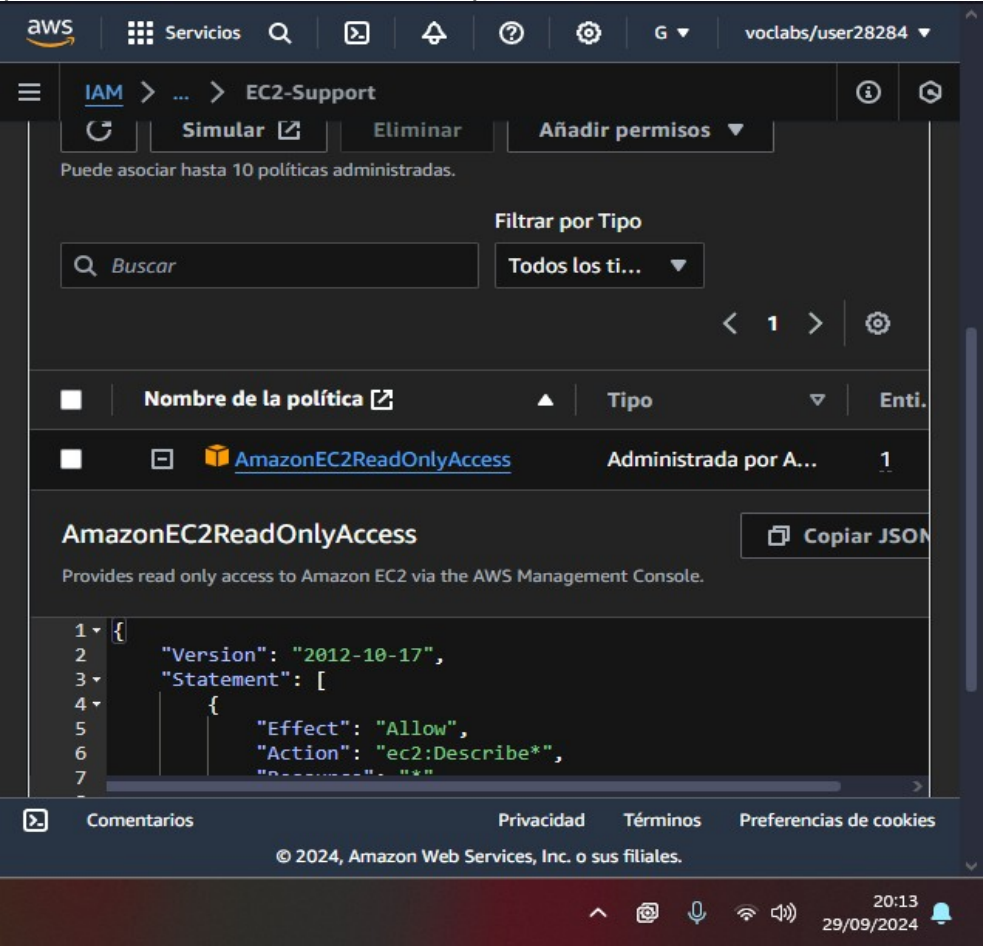 aws Servicios G voclabs/user28284
IAM > ... > EC2-Support
Simular Eliminar Añadir permisos
Puede asociar hasta 10 políticas administradas.
Filtrar por Tipo
Buscar Todos los ti...
< 1 >
Nombre de la política Tipo Enti.
AmazonEC2ReadOnlyAccess Administrada por A... 1
AmazonEC2ReadOnlyAccess Copiar JSON
Provides read only access to Amazon EC2 via the AWS Management Console.
1 {
2 "Version": "2012-10-17",
3 "Statement": [
4 {
5 "Effect": "Allow",
6 "Action": "ec2:Describe*",
7 "Resource": "*"
Comentarios Privacidad Términos Preferencias de cookies
© 2024, Amazon Web Services, Inc. o sus filiales.
20:13
29/09/2024